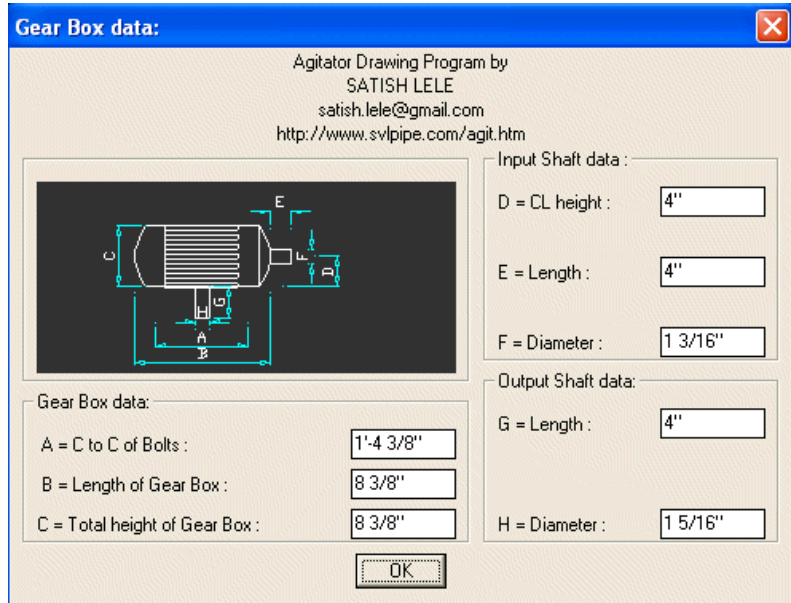 Gear Box data:
Agitator Drawing Program by
SATISH LELE
satish.lele@gmail.com
http://www.svlpipe.com/agit.htm
E
C
F
D
H
G
A
B
Input Shaft data :
D = CL height : 4"
E = Length : 4"
F = Diameter : 1 3/16"
Output Shaft data:
G = Length : 4"
H = Diameter : 1 5/16"
Gear Box data:
A = C to C of Bolts : 1'-4 3/8"
B = Length of Gear Box : 8 3/8"
C = Total height of Gear Box : 8 3/8"
OK